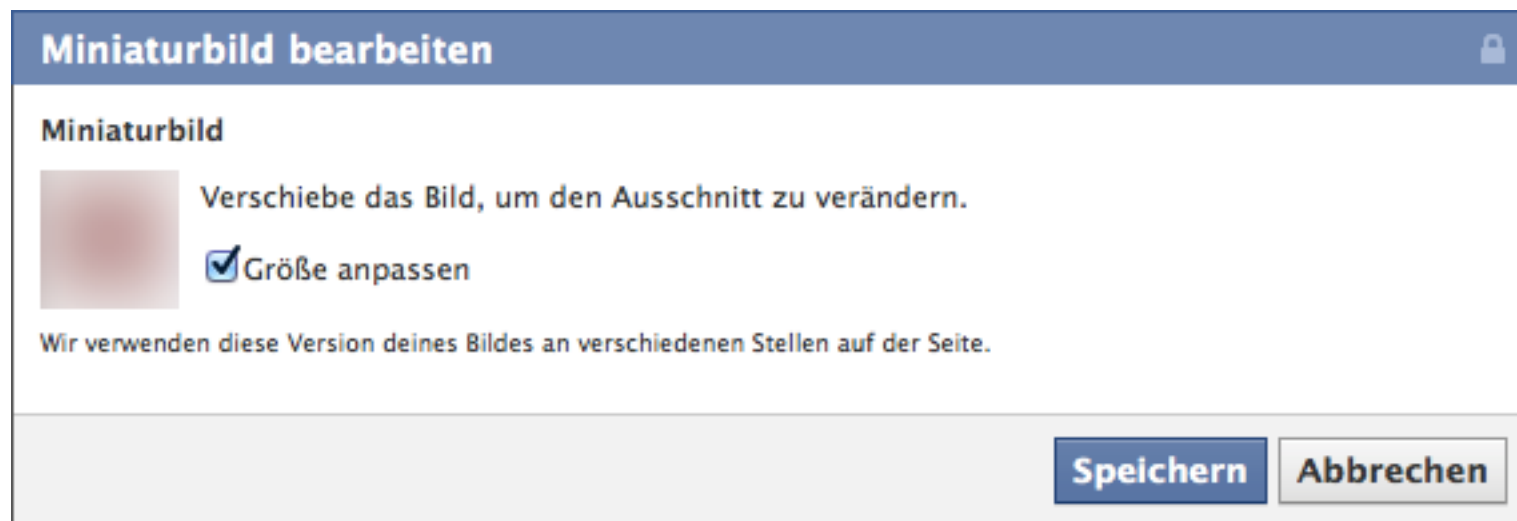 Miniaturbild bearbeiten
Miniaturbild
Verschiebe das Bild, um den Ausschnitt zu verändern.
Größe anpassen
Wir verwenden diese Version deines Bildes an verschiedenen Stellen auf der Seite.
Speichern Abbrechen